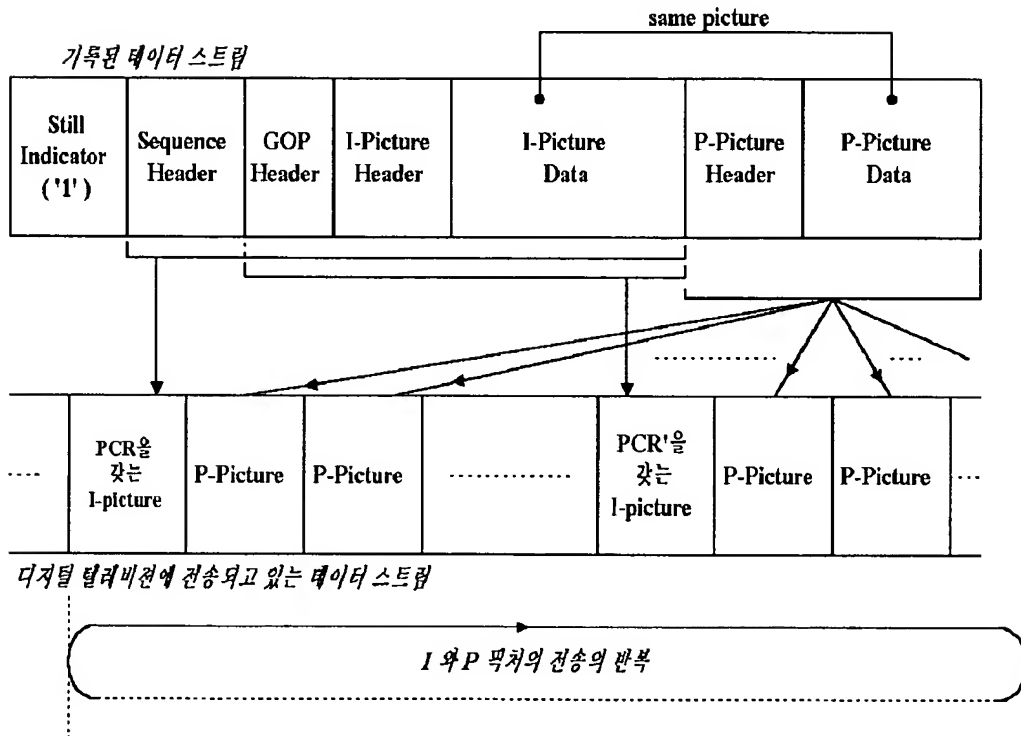 same picture
기록된 데이터 스트림
Still
Indicator
('1')
Sequence
Header
GOP
Header
I-Picture
Header
I-Picture
Data
P-Picture
Header
P-Picture
Data
PCR을
갖는
I-picture
P-Picture
P-Picture
PCR'을
갖는
I-picture
P-Picture
P-Picture
디지털 텔레비젼에 전송되고 있는 데이터 스트림
I 와 P 픽처의 전송의 반복